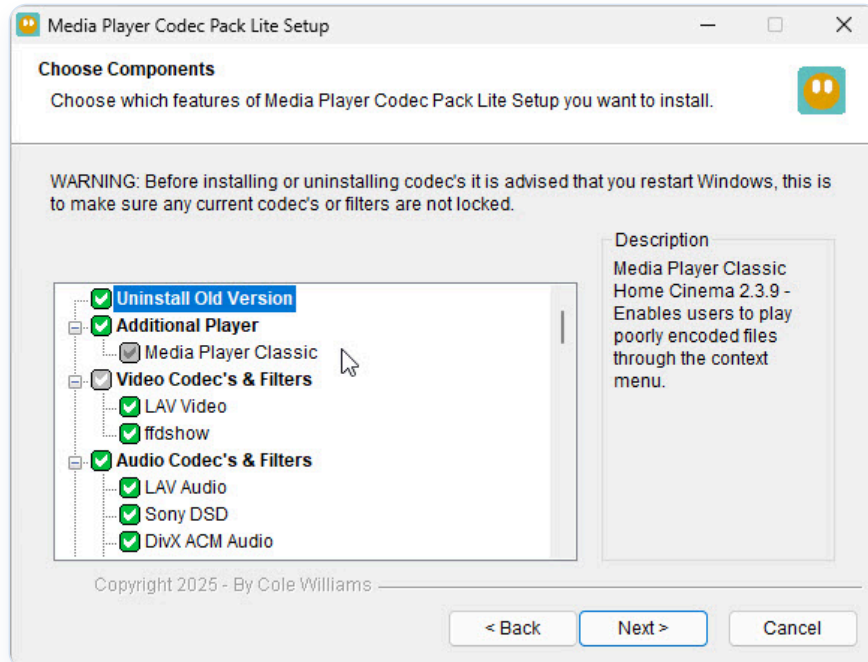 Media Player Codec Pack Lite Setup
Choose Components
Choose which features of Media Player Codec Pack Lite Setup you want to install.
WARNING: Before installing or uninstalling codec's it is advised that you restart Windows, this is
to make sure any current codec's or filters are not locked.
Uninstall Old Version
Additional Player
Media Player Classic
Video Codec's & Filters
LAV Video
ffdshow
Audio Codec's & Filters
LAV Audio
Sony DSD
DivX ACM Audio
Description
Media Player Classic
Home Cinema 2.3.9 -
Enables users to play
poorly encoded files
through the context
menu.
Copyright 2025 - By Cole Williams
< Back
Next >
Cancel